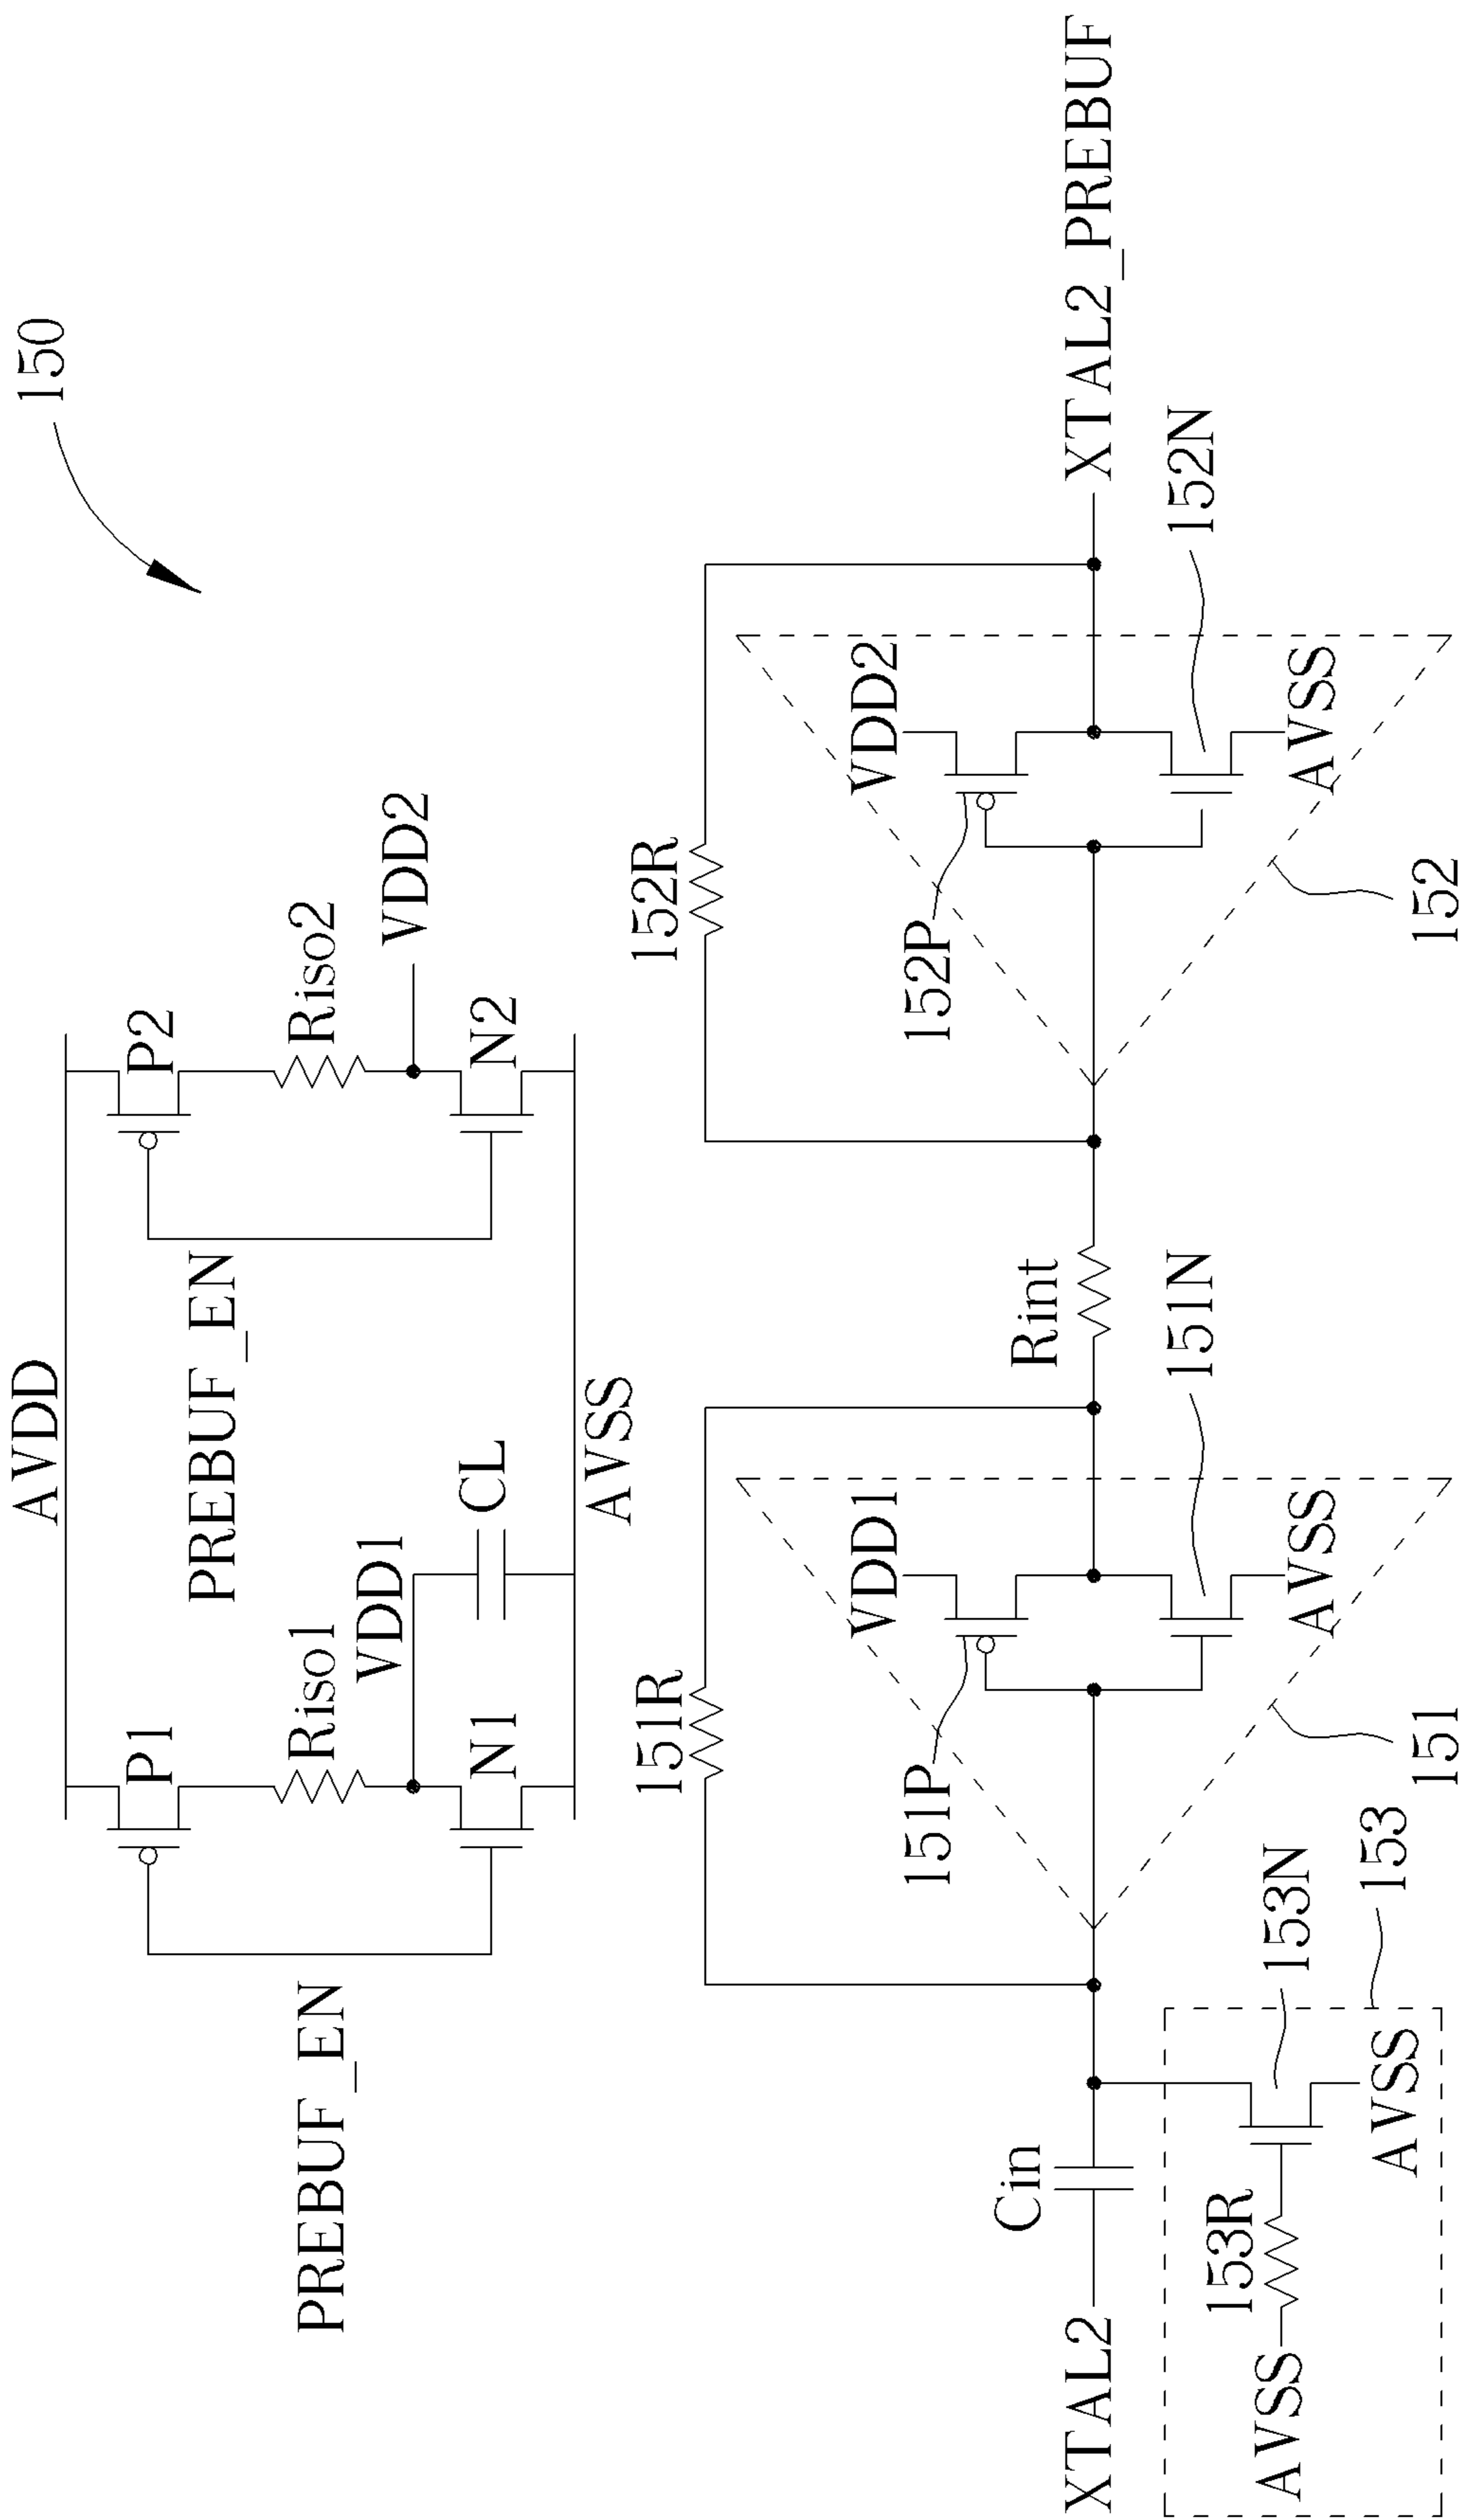 150
AVDD
P1
P2
PREBUF_EN
Riso1
Riso2
PREBUF_EN
VDD1
VDD2
CL
N1
N2
AVSS
151R
152R
VDD1
VDD2
151P
152P
Cin
Rint
XTAL2
XTAL2_PREBUF
151N
152N
153R
153N
AVSS
AVSS
AVSS
AVSS
153
151
152